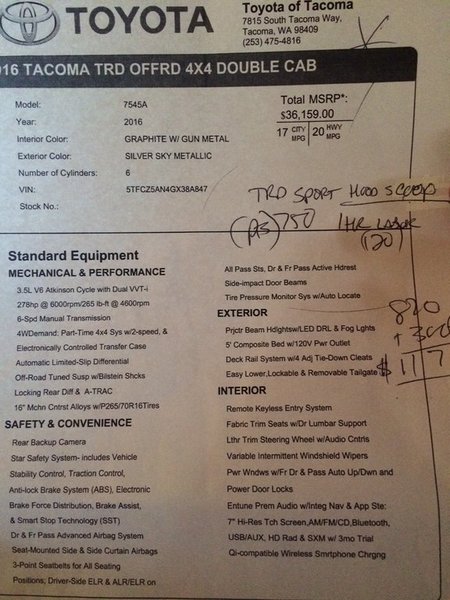 TOYOTA
Toyota of Tacoma
7815 South Tacoma Way,
Tacoma, WA 98409
(253) 475-4816
16 TACOMA TRD OFFRD 4X4 DOUBLE CAB
Model: 7545A
Year: 2016
Interior Color: GRAPHITE W/ GUN METAL
Exterior Color: SILVER SKY METALLIC
Number of Cylinders: 6
VIN: 5TFCZ5AN4GX38A847
Stock No.:
Total MSRP*:
$36,159.00
17 CITY MPG 20 HWY MPG
TRD SPORT HOOD SCOOP
750 1HR LABOR
(120)
Standard Equipment
MECHANICAL & PERFORMANCE
3.5L V6 Atkinson Cycle with Dual VVT-i
278hp @ 6000rpm/265 lb-ft @ 4600rpm
6-Spd Manual Transmission
4WDemand: Part-Time 4x4 Sys w/2-speed, &
Electronically Controlled Transfer Case
Automatic Limited-Slip Differential
Off-Road Tuned Susp w/Bilstein Shcks
Locking Rear Diff & A-TRAC
16" Mchn Cntrst Alloys w/P265/70R16Tires
SAFETY & CONVENIENCE
Rear Backup Camera
Star Safety System- includes Vehicle
Stability Control, Traction Control,
Anti-lock Brake System (ABS), Electronic
Brake Force Distribution, Brake Assist,
& Smart Stop Technology (SST)
Dr & Fr Pass Advanced Airbag System
Seat-Mounted Side & Side Curtain Airbags
3-Point Seatbelts for All Seating
Positions; Driver-Side ELR & ALR/ELR on
All Pass Sts, Dr & Fr Pass Active Hdrest
Side-impact Door Beams
Tire Pressure Monitor Sys w/Auto Locate
EXTERIOR
Prjctr Beam Hdlghtsw/LED DRL & Fog Lghts
5' Composite Bed w/120V Pwr Outlet
Deck Rail System w/4 Adj Tie-Down Cleats
Easy Lower,Lockable & Removable Tailgate
INTERIOR
Remote Keyless Entry System
Fabric Trim Seats w/Dr Lumbar Support
Lthr Trim Steering Wheel w/Audio Cntrls
Variable Intermittent Windshield Wipers
Pwr Wndws w/Fr Dr & Pass Auto Up/Dwn and
Power Door Locks
Entune Prem Audio w/Integ Nav & App Ste:
7" Hi-Res Tch Screen,AM/FM/CD,Bluetooth,
USB/AUX, HD Rad & SXM w/3mo Trial
Qi-compatible Wireless Smrtphne Chrgng
+ 300
$ 117